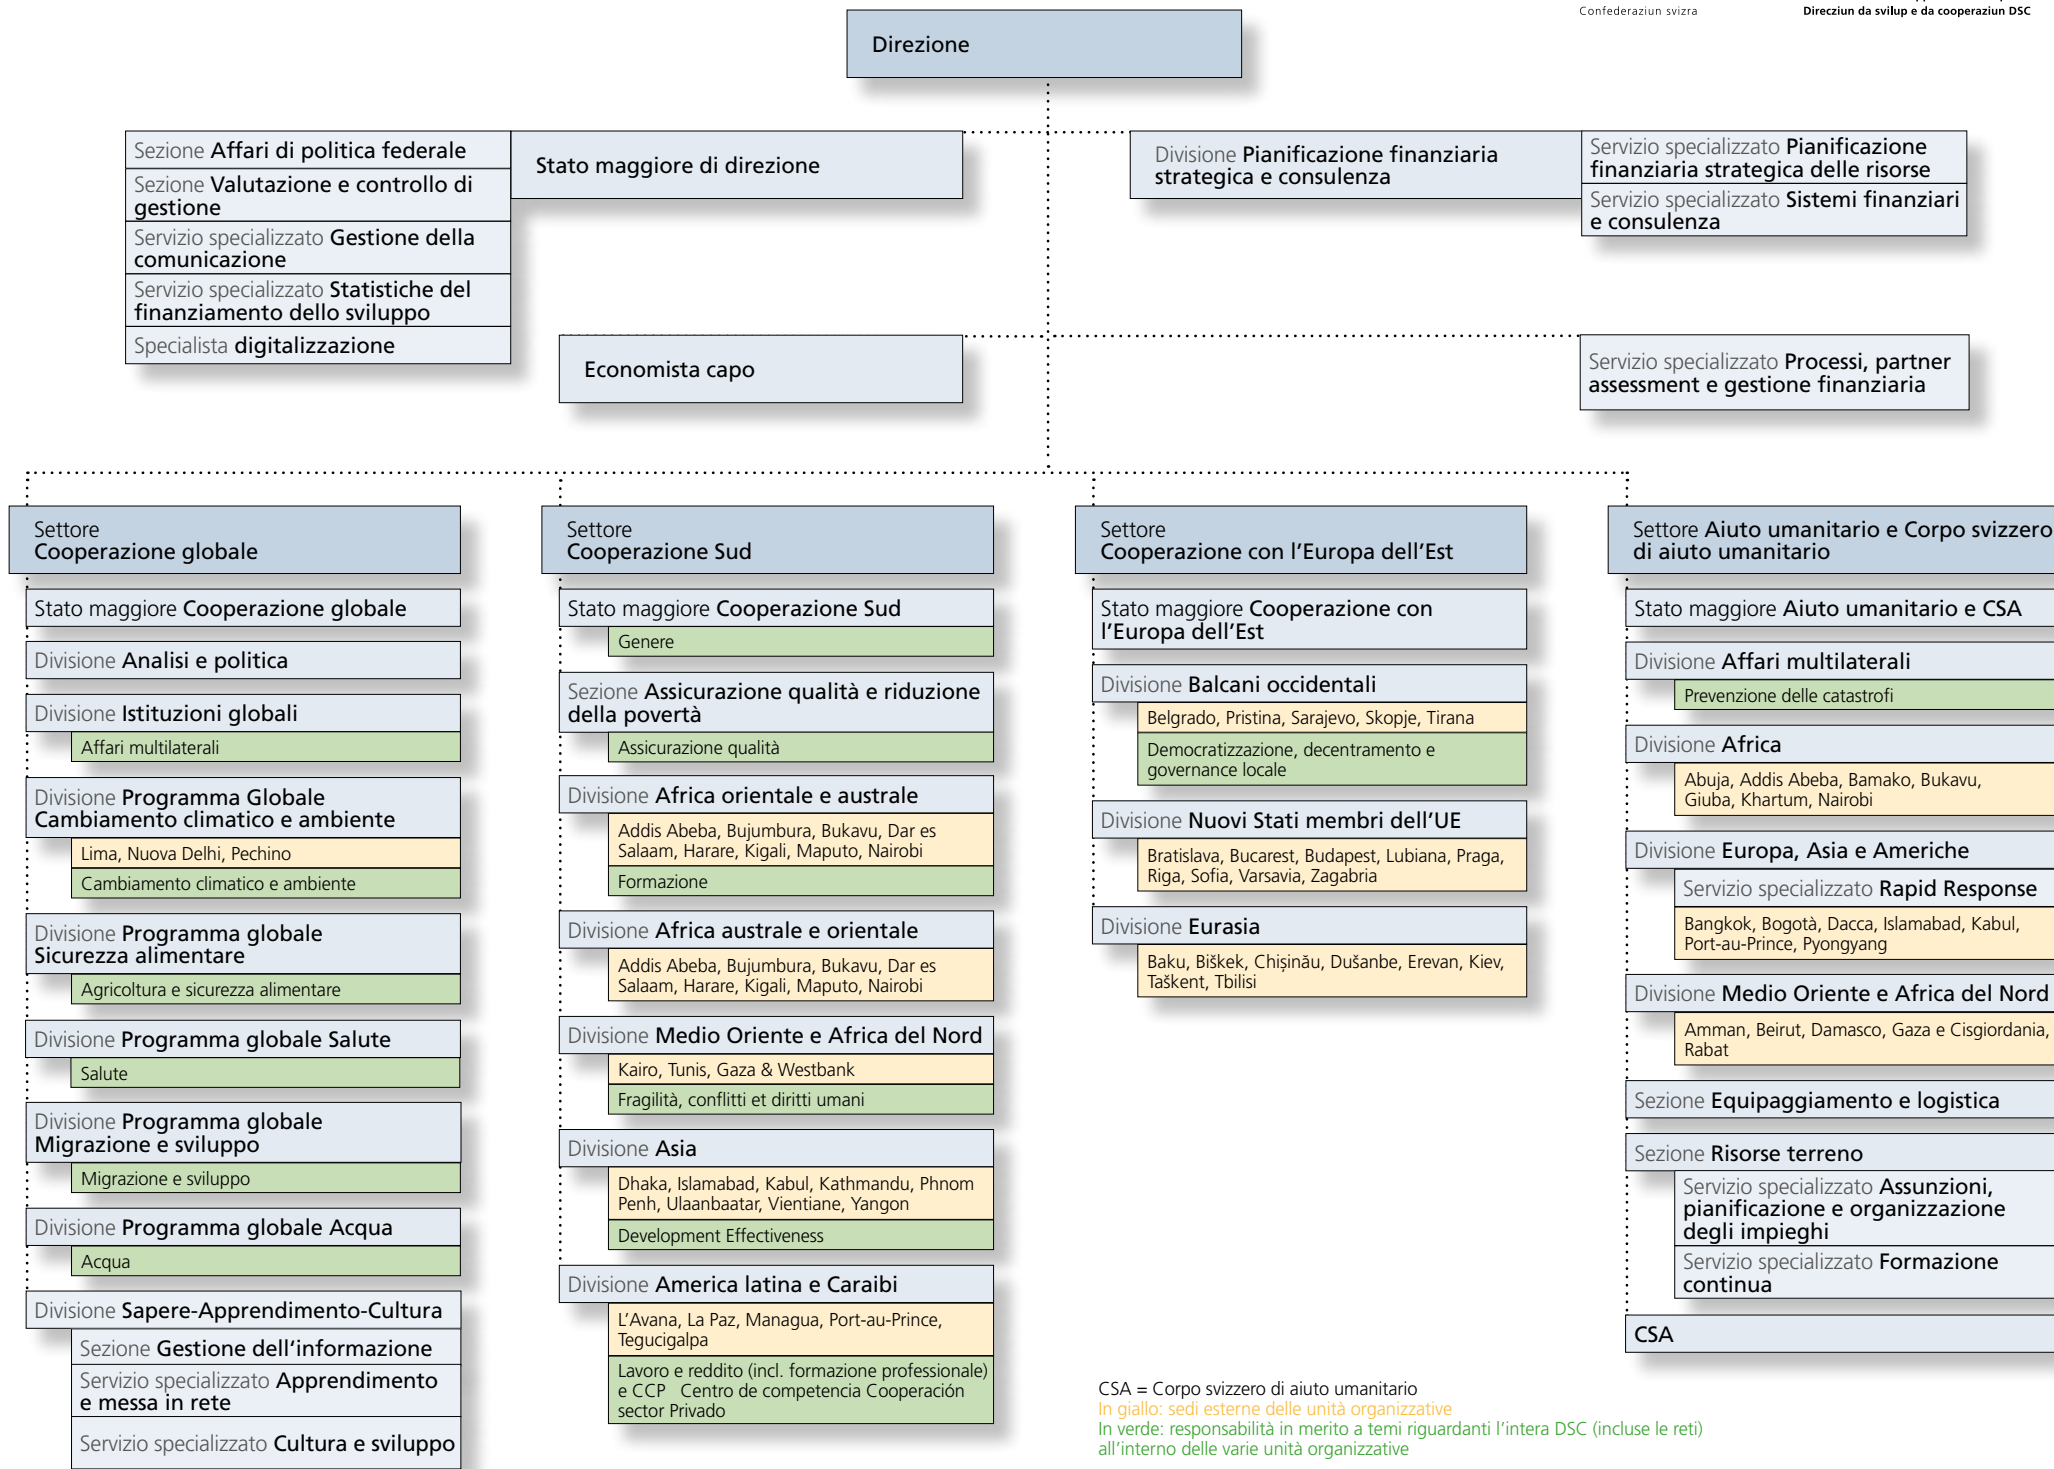 Confederaziun svizra
Direcziun da svilup e da cooperaziun DSC
Direzione
Sezione Affari di politica federale
Sezione Valutazione e controllo di
gestione
Servizio specializzato Gestione della
comunicazione
Servizio specializzato Statistiche del
finanziamento dello sviluppo
Specialista digitalizzazione
Stato maggiore di direzione
Divisione Pianificazione finanziaria
strategica e consulenza
Servizio specializzato Pianificazione
finanziaria strategica delle risorse
Servizio specializzato Sistemi finanziari
e consulenza
Economista capo
Servizio specializzato Processi, partner
assessment e gestione finanziaria
Settore
Cooperazione globale
Stato maggiore Cooperazione globale
Divisione Analisi e politica
Divisione Istituzioni globali
Affari multilaterali
Divisione Programma Globale
Cambiamento climatico e ambiente
Lima, Nuova Delhi, Pechino
Cambiamento climatico e ambiente
Divisione Programma globale
Sicurezza alimentare
Agricoltura e sicurezza alimentare
Divisione Programma globale Salute
Salute
Divisione Programma globale
Migrazione e sviluppo
Migrazione e sviluppo
Divisione Programma globale Acqua
Acqua
Divisione Sapere-Apprendimento-Cultura
Sezione Gestione dell'informazione
Servizio specializzato Apprendimento
e messa in rete
Servizio specializzato Cultura e sviluppo
Settore
Cooperazione Sud
Stato maggiore Cooperazione Sud
Genere
Sezione Assicurazione qualità e riduzione
della povertà
Assicurazione qualità
Divisione Africa orientale e australe
Addis Abeba, Bujumbura, Bukavu, Dar es
Salaam, Harare, Kigali, Maputo, Nairobi
Formazione
Divisione Africa australe e orientale
Addis Abeba, Bujumbura, Bukavu, Dar es
Salaam, Harare, Kigali, Maputo, Nairobi
Divisione Medio Oriente e Africa del Nord
Kairo, Tunis, Gaza & Westbank
Fragilità, conflitti et diritti umani
Divisione Asia
Dhaka, Islamabad, Kabul, Kathmandu, Phnom
Penh, Ulaanbaatar, Vientiane, Yangon
Development Effectiveness
Divisione America latina e Caraibi
L'Avana, La Paz, Managua, Port-au-Prince,
Tegucigalpa
Lavoro e reddito (incl. formazione professionale)
e CCP Centro de competencia Cooperación
sector Privado
Settore
Cooperazione con l'Europa dell'Est
Stato maggiore Cooperazione con
l'Europa dell'Est
Divisione Balcani occidentali
Belgrado, Pristina, Sarajevo, Skopje, Tirana
Democratizzazione, decentramento e
governance locale
Divisione Nuovi Stati membri dell'UE
Bratislava, Bucarest, Budapest, Lubiana, Praga,
Riga, Sofia, Varsavia, Zagabria
Divisione Eurasia
Baku, Biškek, Chișinău, Dušanbe, Erevan, Kiev,
Taškent, Tbilisi
Settore Aiuto umanitario e Corpo svizzero
di aiuto umanitario
Stato maggiore Aiuto umanitario e CSA
Divisione Affari multilaterali
Prevenzione delle catastrofi
Divisione Africa
Abuja, Addis Abeba, Bamako, Bukavu,
Giuba, Khartum, Nairobi
Divisione Europa, Asia e Americhe
Servizio specializzato Rapid Response
Bangkok, Bogotà, Dacca, Islamabad, Kabul,
Port-au-Prince, Pyongyang
Divisione Medio Oriente e Africa del Nord
Amman, Beirut, Damasco, Gaza e Cisgiordania,
Rabat
Sezione Equipaggiamento e logistica
Sezione Risorse terreno
Servizio specializzato Assunzioni,
pianificazione e organizzazione
degli impieghi
Servizio specializzato Formazione
continua
CSA
CSA = Corpo svizzero di aiuto umanitario
In giallo: sedi esterne delle unità organizzative
In verde: responsabilità in merito a temi riguardanti l'intera DSC (incluse le reti)
all'interno delle varie unità organizzative